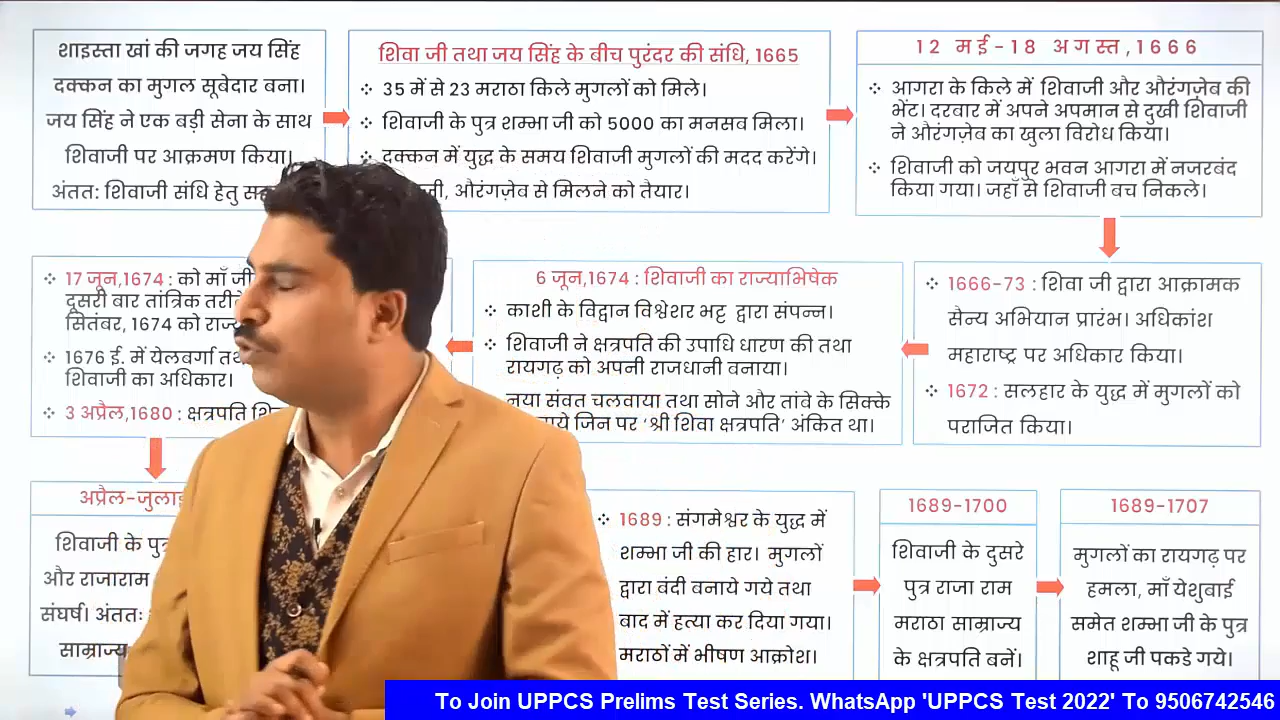 शाइस्ता खां की जगह जय सिंह
दक्कन का मुगल सूबेदार बना।
जय सिंह ने एक बड़ी सेना के साथ
शिवाजी पर आक्रमण किया।
अंतत: शिवाजी संधि हेतु
शिवा जी तथा जय सिंह के बीच पुरंदर की संधि, 1665
❖ 35 में से 23 मराठा किले मुगलों को मिले।
❖ शिवाजी के पुत्र शम्भा जी को 5000 का मनसब मिला।
❖ दक्कन में युद्ध के समय शिवाजी मुगलों की मदद करेंगे।
औरंगज़ेब से मिलने को तैयार।
12 मई-18 अगस्त,1666
❖ आगरा के किले में शिवाजी और औरंगज़ेब की
भेंट। दरबार में अपने अपमान से दुखी शिवाजी
ने औरंगज़ेब का खुला विरोध किया।
❖ शिवाजी को जयपुर भवन आगरा में नजरबंद
किया गया। जहाँ से शिवाजी बच निकले।
❖ 1666-73 : शिवा जी द्वारा आक्रामक
सैन्य अभियान प्रारंभ। अधिकांश
महाराष्ट्र पर अधिकार किया।
❖ 1672 : सलहार के युद्ध में मुगलों को
पराजित किया।
6 जून,1674 : शिवाजी का राज्याभिषेक
❖ काशी के विद्वान विश्वेशर भट्ट द्वारा संपन्न।
❖ शिवाजी ने क्षत्रपति की उपाधि धारण की तथा
रायगढ़ को अपनी राजधानी बनाया।
नया संवत चलवाया तथा सोने और तांबे के सिक्के
जिन पर ‘श्री शिवा क्षत्रपति’ अंकित था।
❖ 17 जून,1674 : को माँ
दूसरी बार तांत्रिक
सितंबर, 1674 को
❖ 1676 ई. में येलबर्गा
शिवाजी का अधिकार।
❖ 3 अप्रैल,1680 : क्षत्रपति
शिवाजी के
और राजाराम
संघर्ष। अंततः
साम्राज्य
❖ 1689 : संगमेश्वर के युद्ध में
शम्भा जी की हार। मुगलों
द्वारा बंदी बनाये गये तथा
बाद में हत्या कर दिया गया।
मराठों में भीषण आक्रोश।
1689-1700
शिवाजी के दुसरे
पुत्र राजा राम
मराठा साम्राज्य
के क्षत्रपति बनें।
1689-1707
मुगलों का रायगढ़ पर
हमला, माँ येशुबाई
समेत शम्भा जी के पुत्र
शाहू जी पकडे गये।
To Join UPPCS Prelims Test Series. WhatsApp 'UPPCS Test 2022' To 9506742546